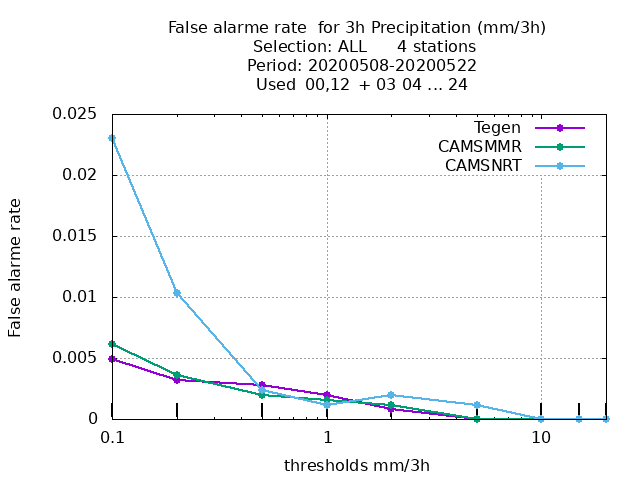 False alarme rate  for 3h Precipitation (mm/3h)
Selection: ALL      4 stations
Period: 20200508-20200522
Used  00,12  + 03 04 ... 24
0.025
0.02
0.015
0.01
0.005
0
False alarme rate
Tegen
CAMSMMR
CAMSNRT
0.1 1 10
thresholds mm/3h